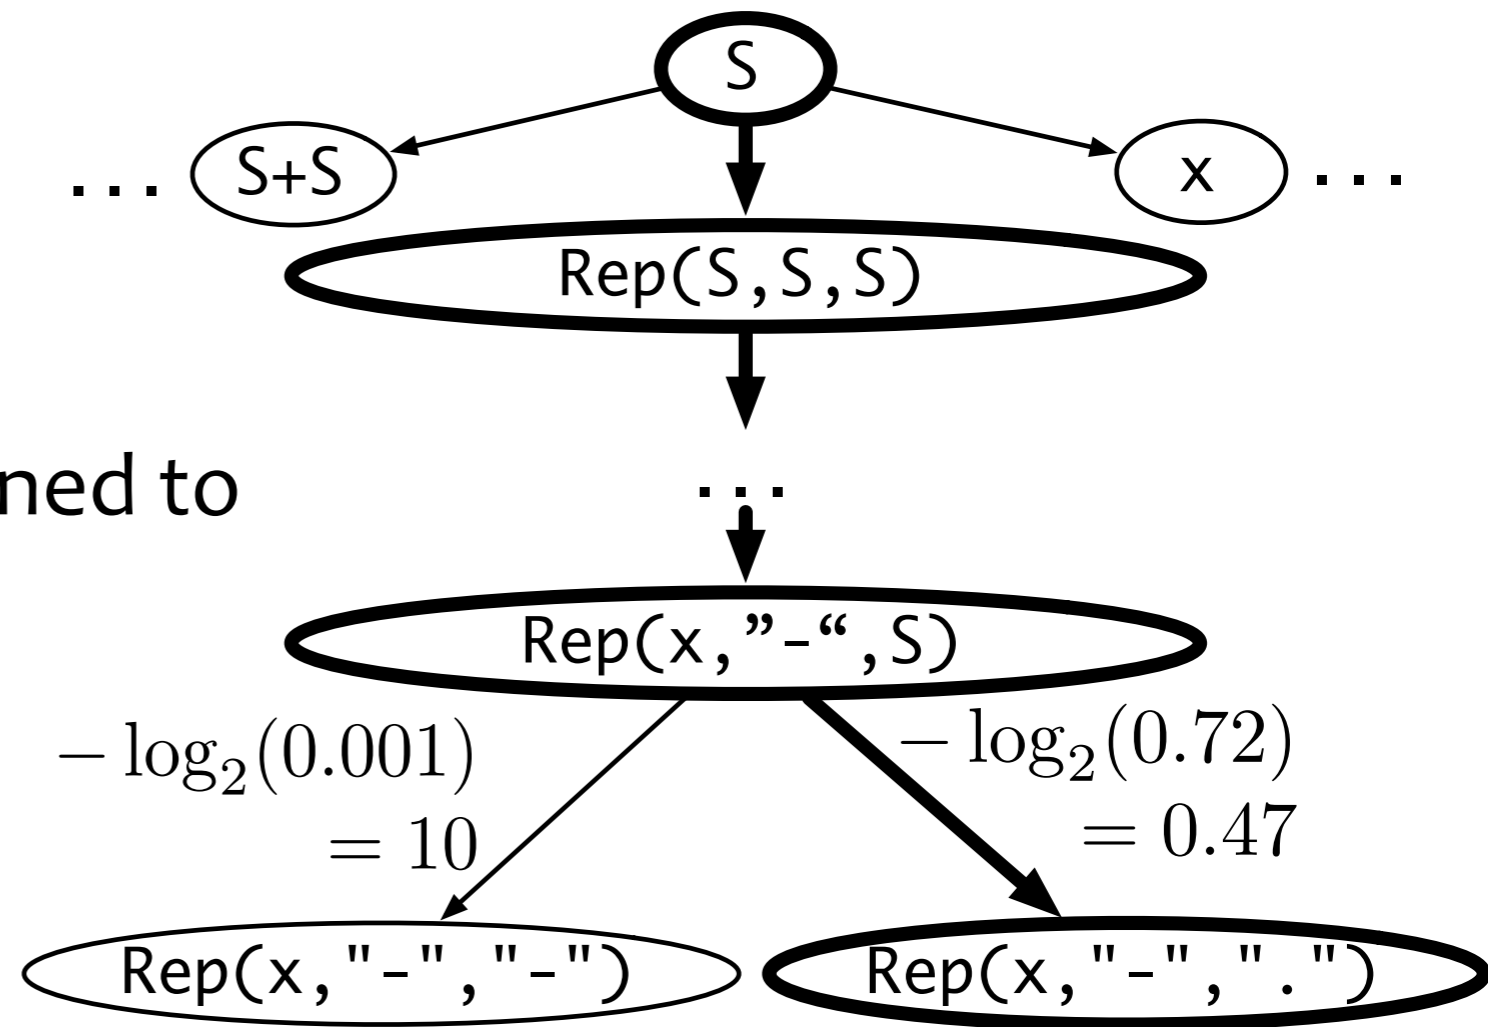 S
... S+S x ...
Rep(S,S,S)
ned to
...
Rep(x,”-“,S)
− log₂(0.001) − log₂(0.72)
= 10 = 0.47
Rep(x,"-","-") Rep(x,"-",".")